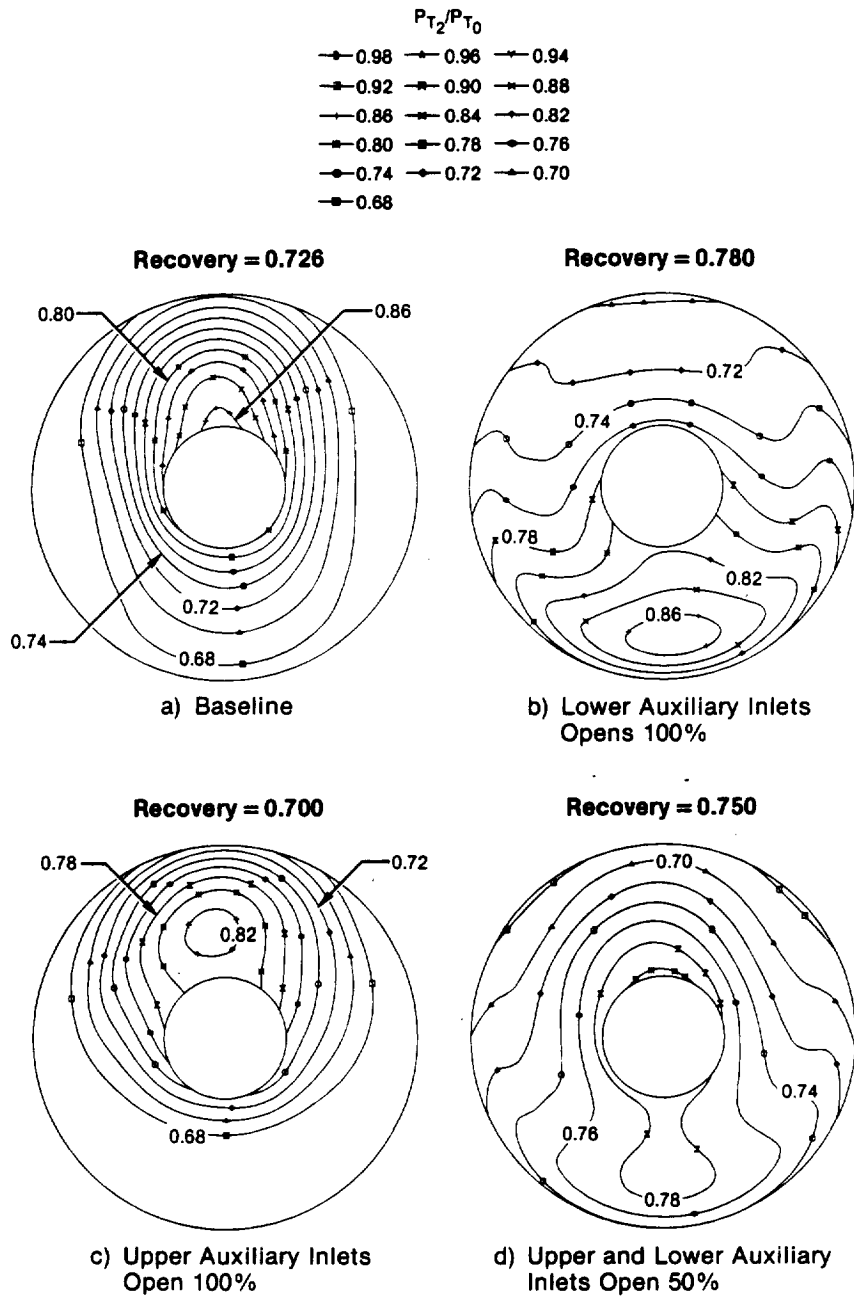 P_T2/P_T0
0.98 0.96 0.94
0.92 0.90 0.88
0.86 0.84 0.82
0.80 0.78 0.76
0.74 0.72 0.70
0.68
Recovery = 0.726
0.80
0.86
0.74
0.72
0.68
a) Baseline
Recovery = 0.780
0.72
0.74
0.78
0.82
0.86
b) Lower Auxiliary Inlets
Opens 100%
Recovery = 0.700
0.78
0.72
0.82
0.68
c) Upper Auxiliary Inlets
Open 100%
Recovery = 0.750
0.70
0.74
0.76
0.78
d) Upper and Lower Auxiliary
Inlets Open 50%